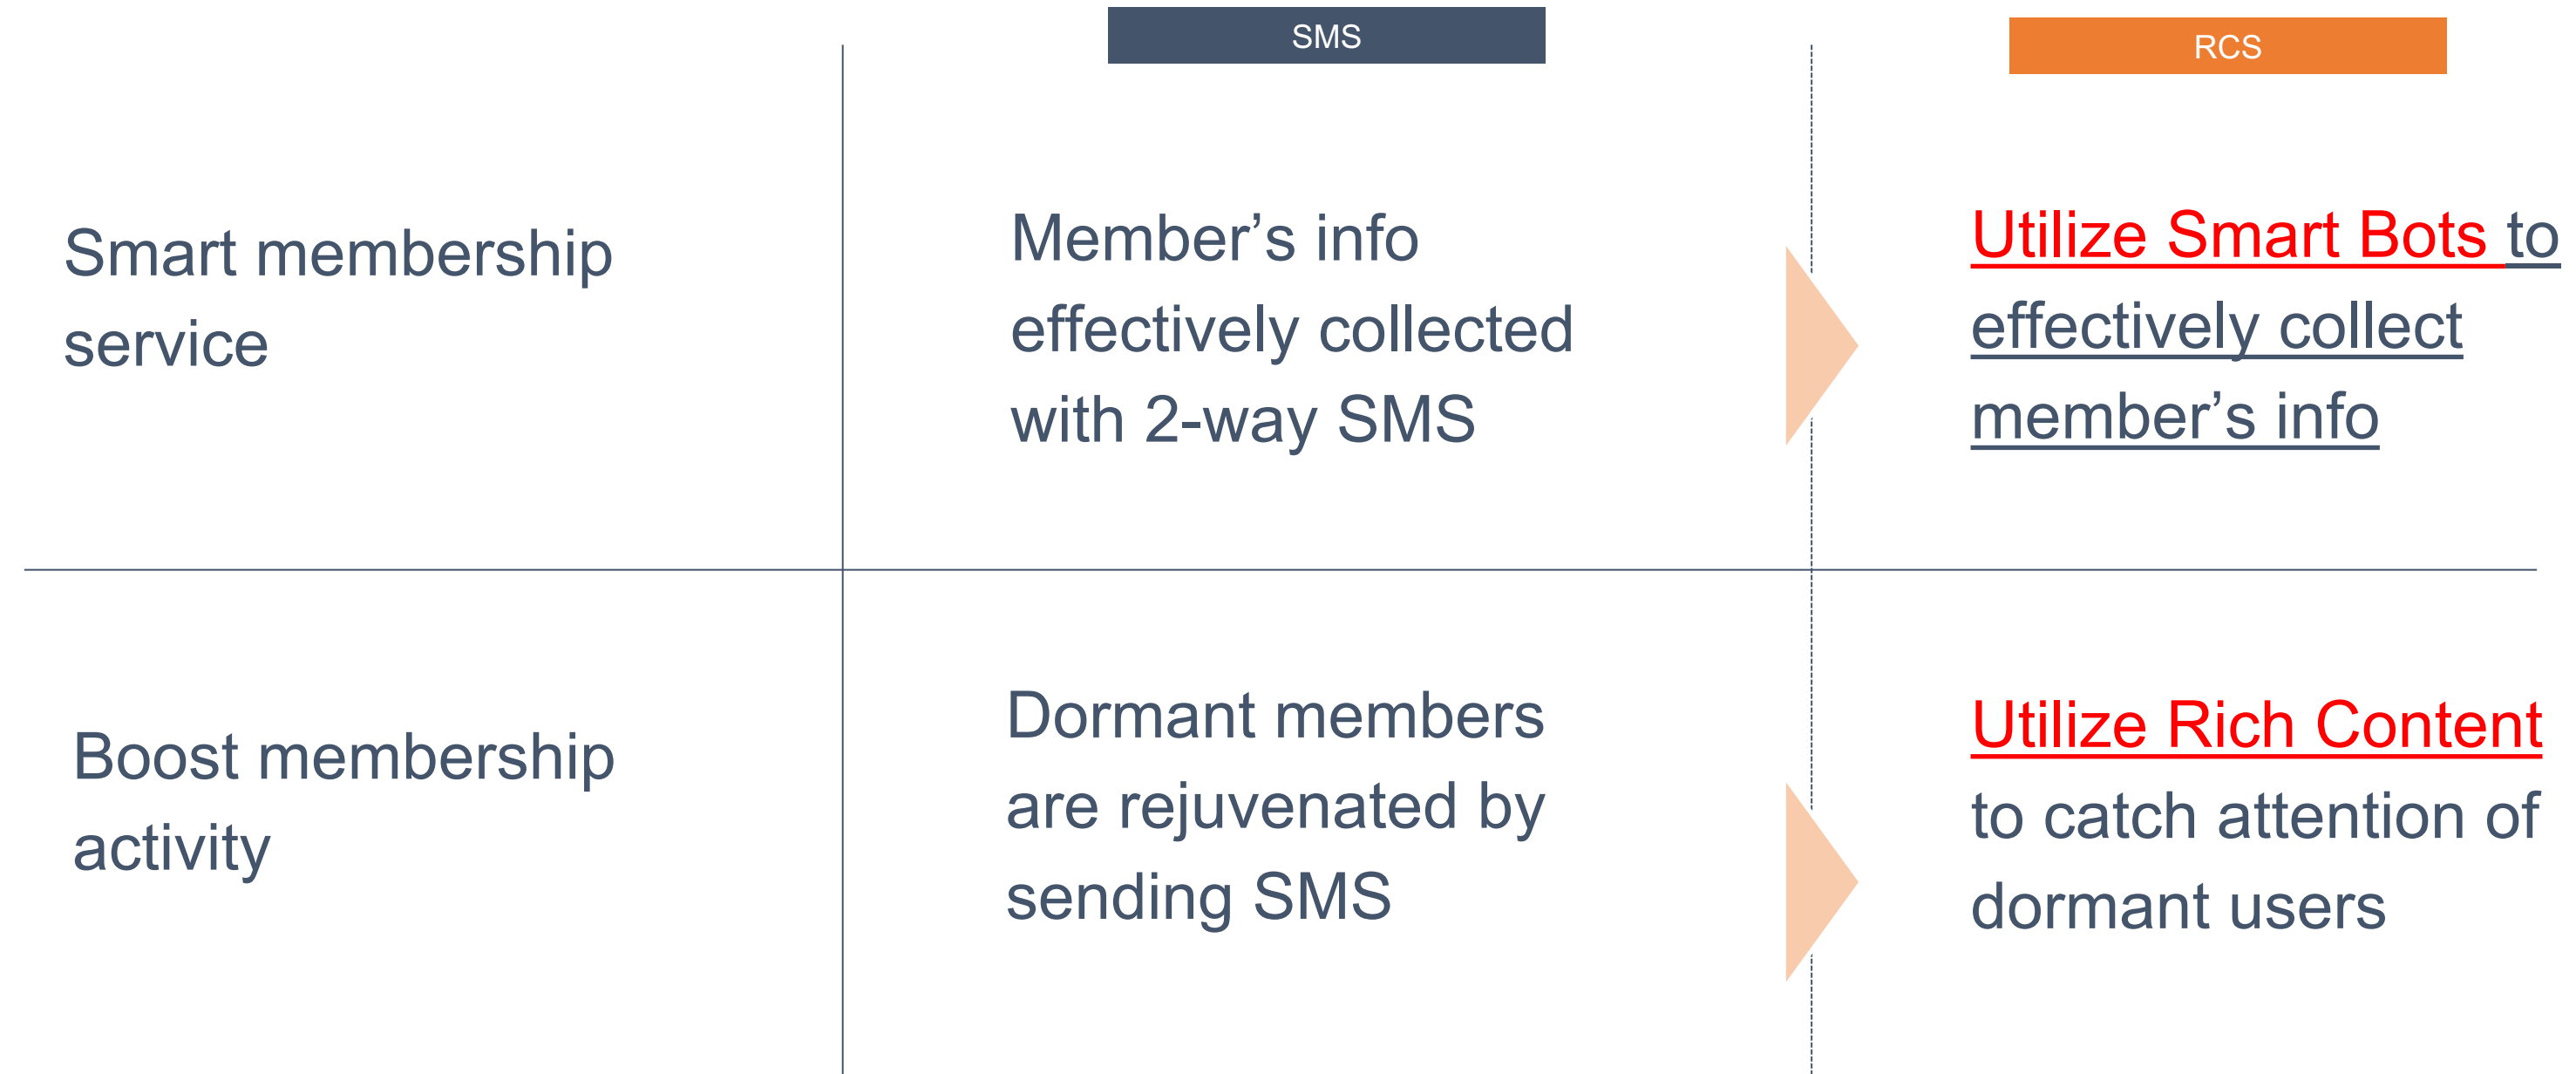 SMS
RCS
Smart membership
service
Member’s info
effectively collected
with 2-way SMS
Utilize Smart Bots to
effectively collect
member’s info
Boost membership
activity
Dormant members
are rejuvenated by
sending SMS
Utilize Rich Content
to catch attention of
dormant users